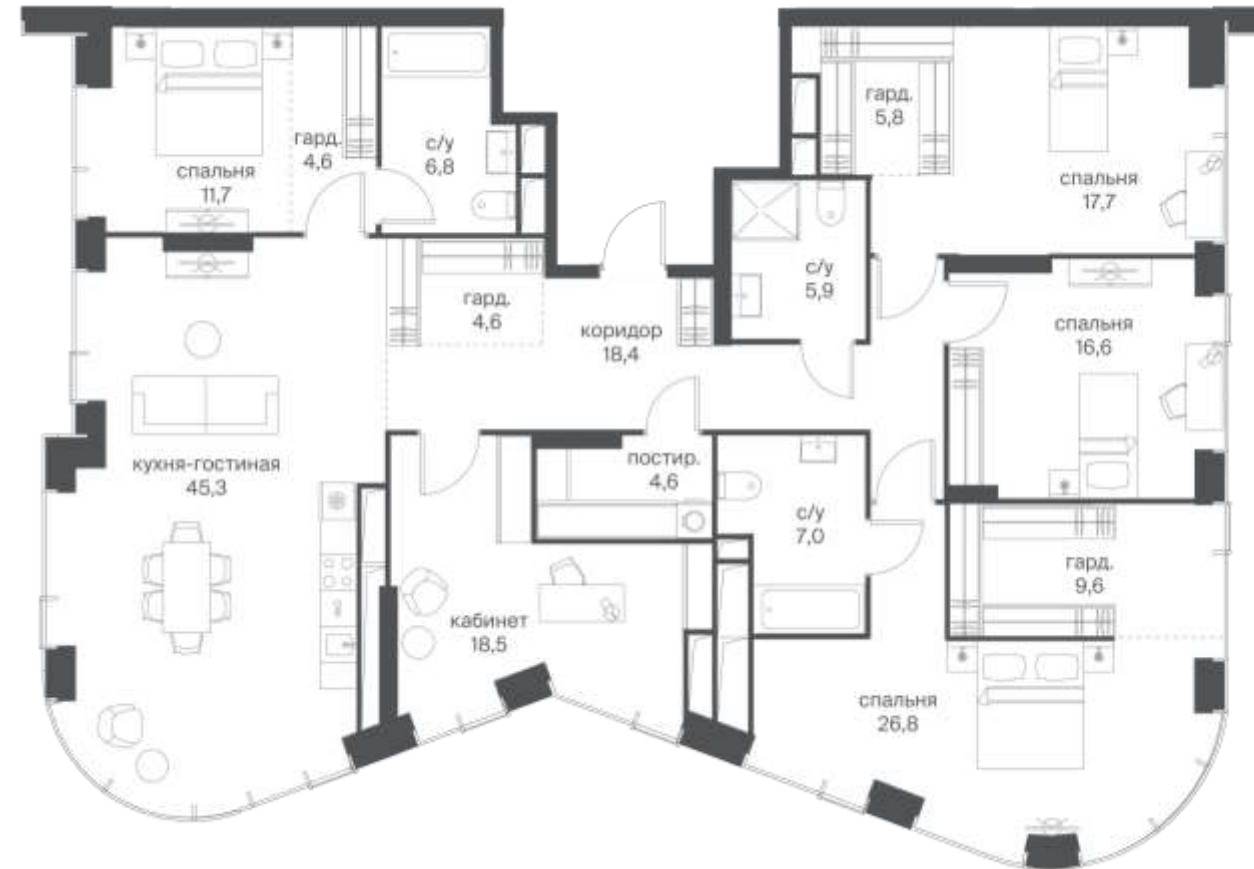 гард.
5,8
гард.
4,6
с/у
6,8
спальня
11,7
спальня
17,7
с/у
5,9
гард.
4,6
коридор
18,4
спальня
16,6
кухня-гостиная
45,3
постир.
4,6
с/у
7,0
гард.
9,6
кабинет
18,5
спальня
26,8